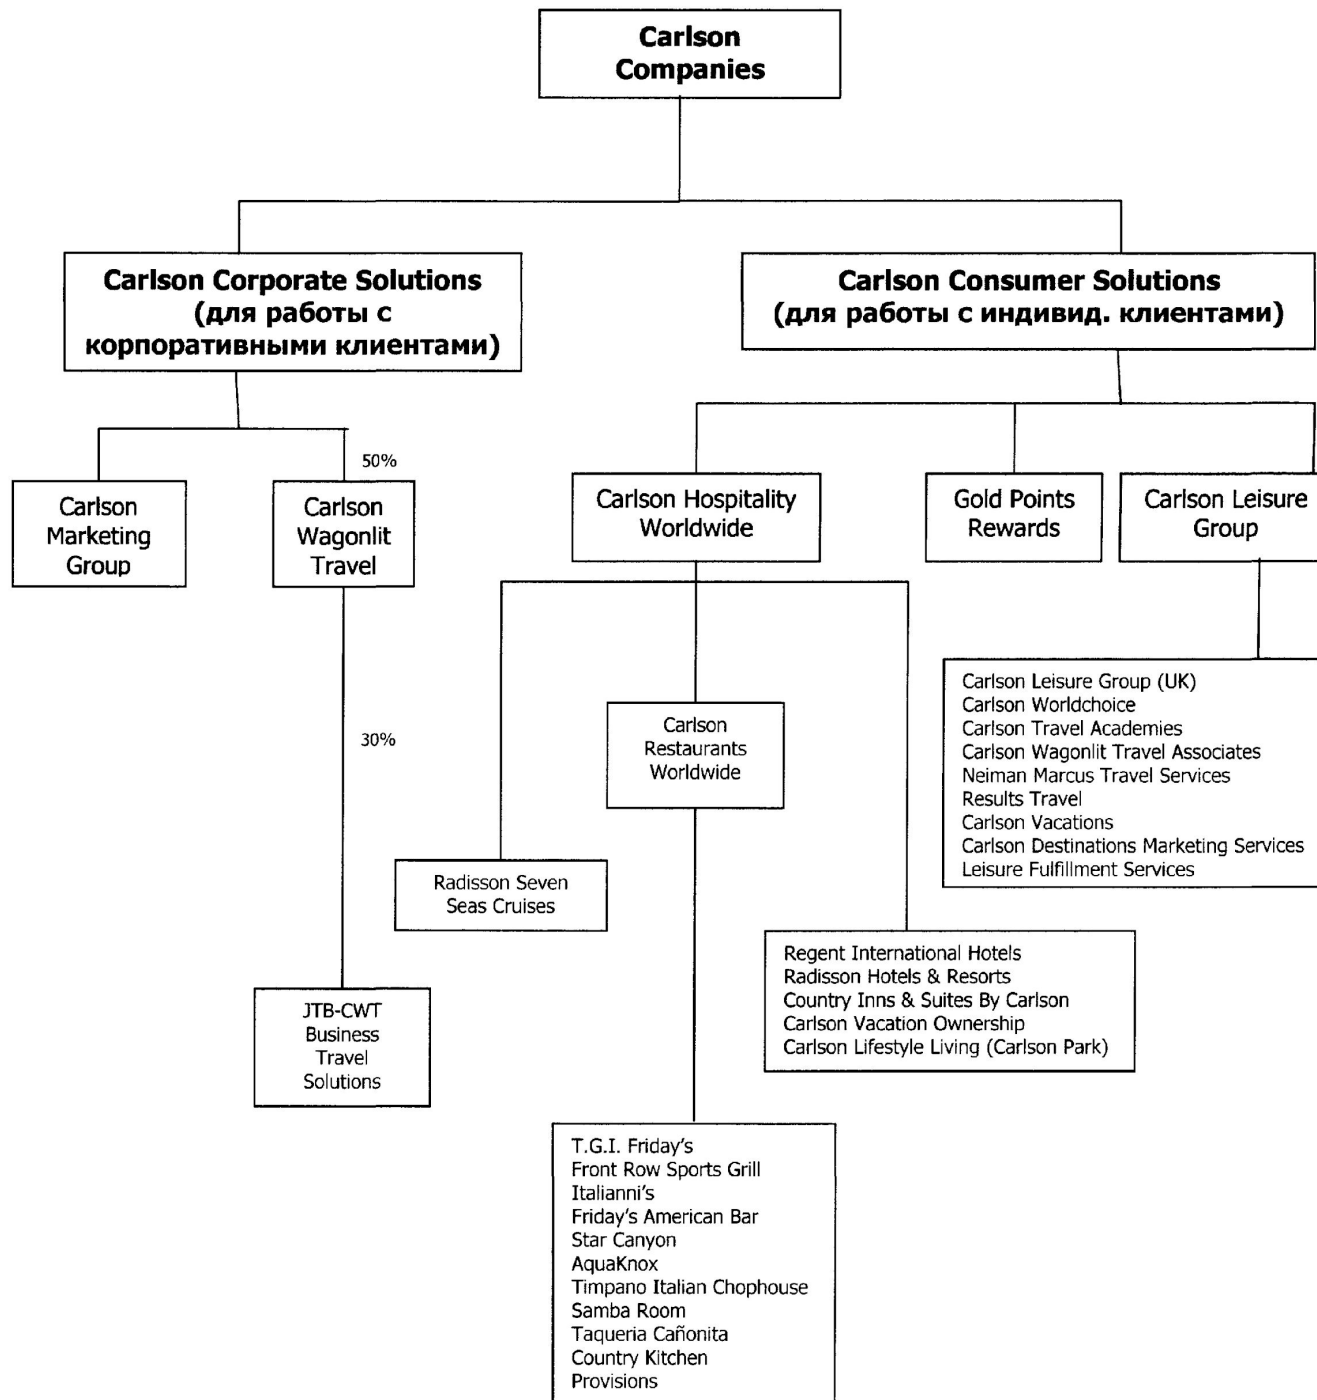 Carlson
Companies
Carlson Corporate Solutions
(для работы с
корпоративными клиентами)
Carlson Consumer Solutions
(для работы с индивид. клиентами)
50%
Carlson
Marketing
Group
Carlson
Wagonlit
Travel
Carlson Hospitality
Worldwide
Gold Points
Rewards
Carlson Leisure
Group
30%
Carlson
Restaurants
Worldwide
Carlson Leisure Group (UK)
Carlson Worldchoice
Carlson Travel Academies
Carlson Wagonlit Travel Associates
Neiman Marcus Travel Services
Results Travel
Carlson Vacations
Carlson Destinations Marketing Services
Leisure Fulfillment Services
Radisson Seven
Seas Cruises
Regent International Hotels
Radisson Hotels & Resorts
Country Inns & Suites By Carlson
Carlson Vacation Ownership
Carlson Lifestyle Living (Carlson Park)
JTB-CWT
Business
Travel
Solutions
T.G.I. Friday's
Front Row Sports Grill
Italianni's
Friday's American Bar
Star Canyon
AquaKnox
Timpano Italian Chophouse
Samba Room
Taqueria Cañonita
Country Kitchen
Provisions